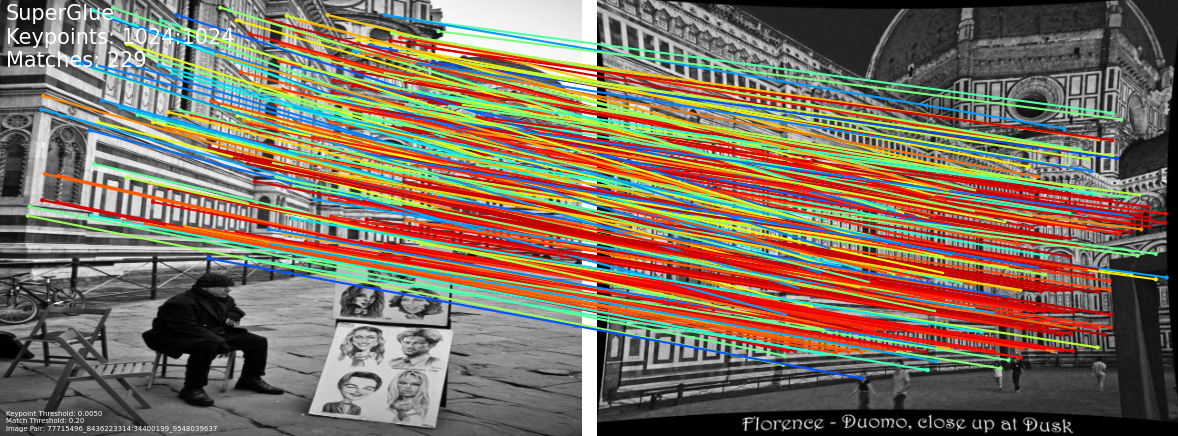 SuperGlue
Keypoints: 1024:1024
Matches: 229
Keypoint Threshold: 0.0050
Match Threshold: 0.20
Image Pair: 77715496_8436223314:34400199_9548039637
Florence - Duomo, close up at Dusk